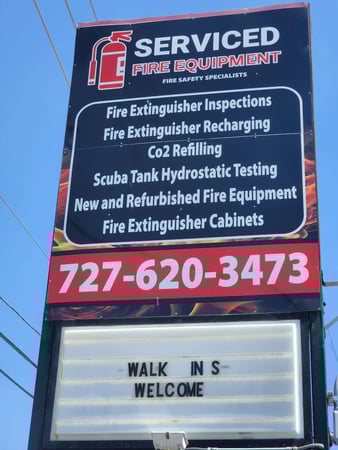 SERVICED
FIRE EQUIPMENT
FIRE SAFETY SPECIALISTS
Fire Extinguisher Inspections
Fire Extinguisher Recharging
Co2 Refilling
Scuba Tank Hydrostatic Testing
New and Refurbished Fire Equipment
Fire Extinguisher Cabinets
727-620-3473
WALK IN S
WELCOME